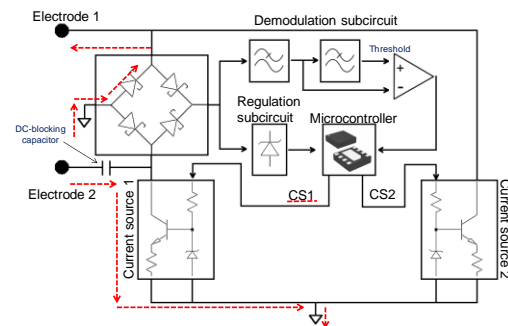 Electrode 1
Demodulation subcircuit
Threshold
+
-
Regulation
subcircuit
Microcontroller
DC-blocking
capacitor
Electrode 2
CS1
CS2
Current source 1
Current source 2